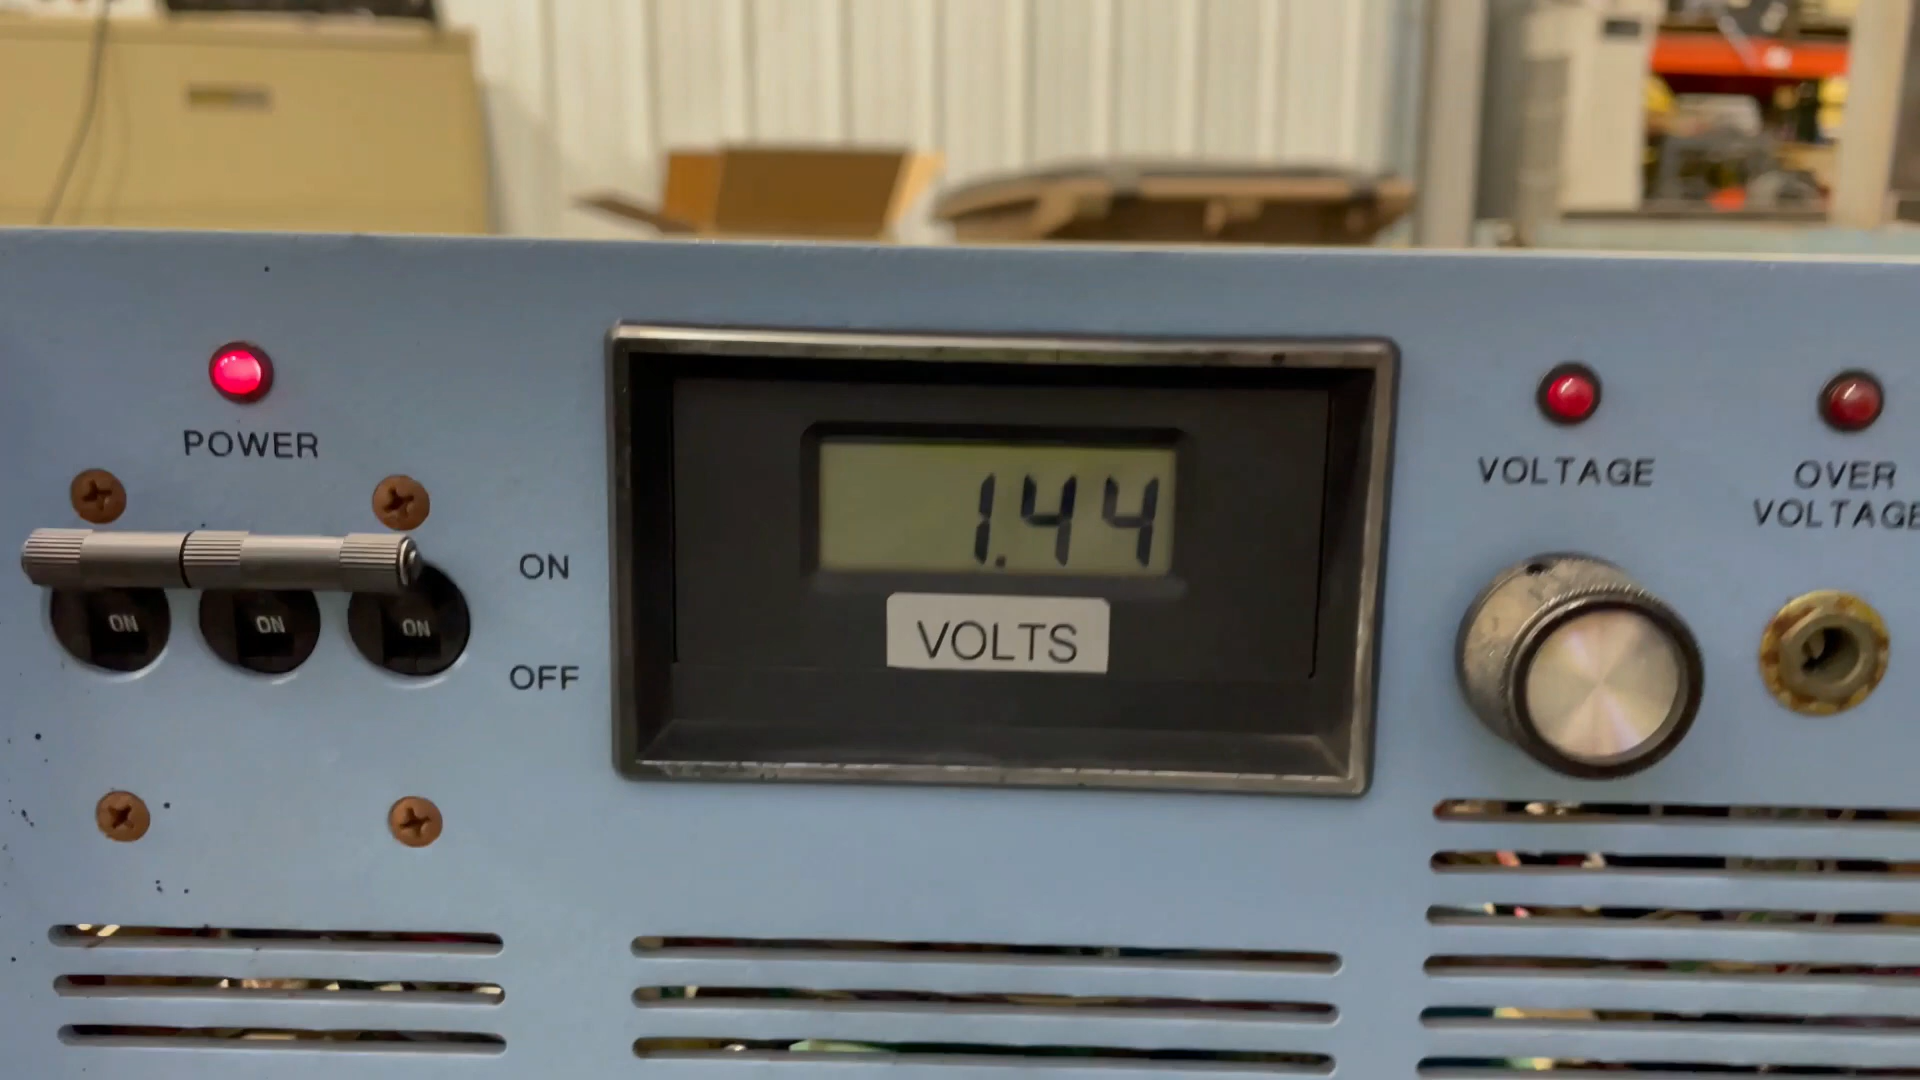 POWER
ON
ON
ON
ON
OFF
1.44
VOLTS
VOLTAGE
OVER
VOLTAGE